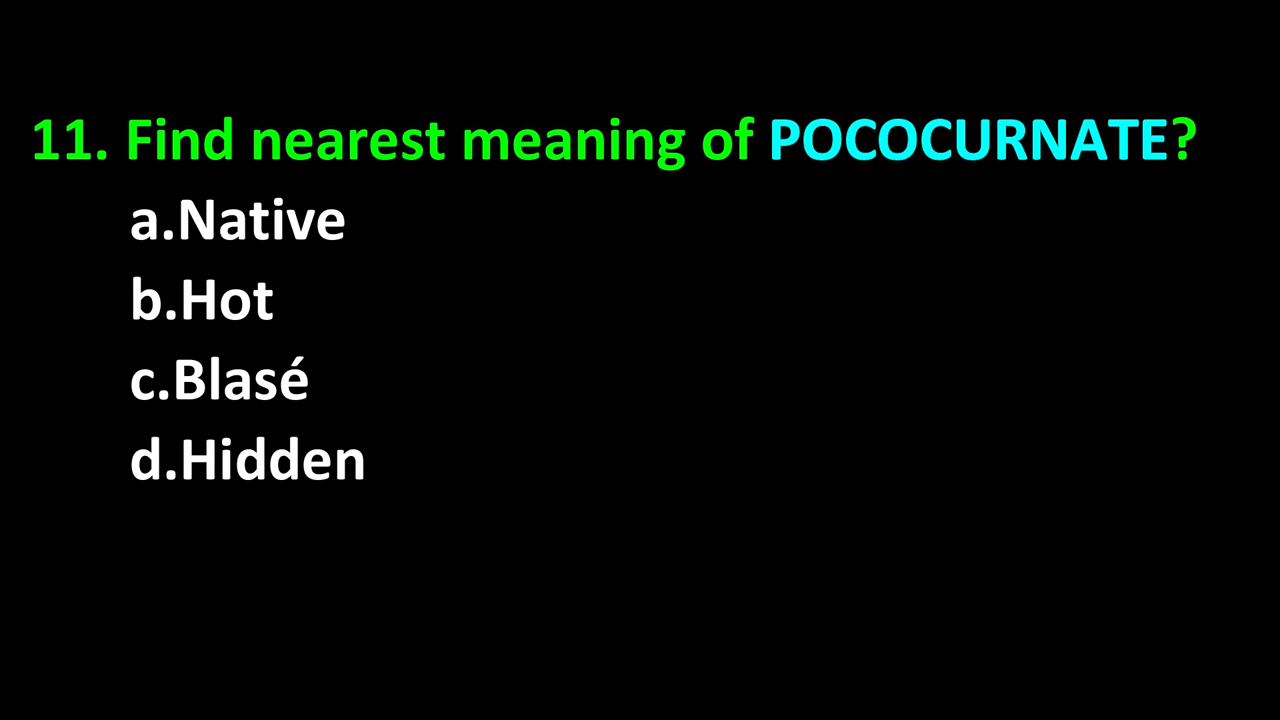 11. Find nearest meaning of POCOCURNATE?
a.Native
b.Hot
c.Blasé
d.Hidden